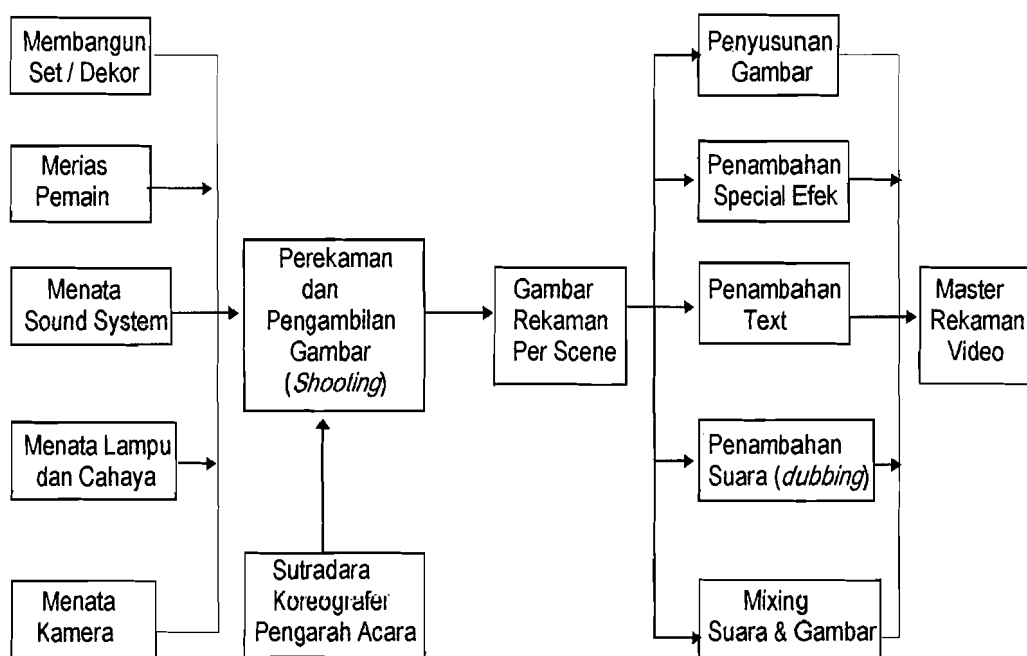 Membangun
Set / Dekor
Merias
Pemain
Menata
Sound System
Menata Lampu
dan Cahaya
Menata
Kamera
Perekaman
dan
Pengambilan
Gambar
(Shooting)
Sutradara
Koreografer
Pengarah Acara
Gambar
Rekaman
Per Scene
Penyusunan
Gambar
Penambahan
Special Efek
Penambahan
Text
Penambahan
Suara (dubbing)
Mixing
Suara & Gambar
Master
Rekaman
Video